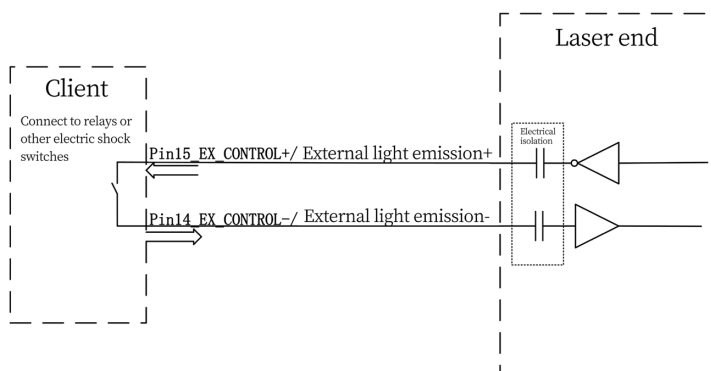 Laser end
Client
Connect to relays or
other electric shock
switches
Electrical
isolation
Pin15_EX_CONTROL+/ External light emission+
Pin14_EX_CONTROL-/ External light emission-